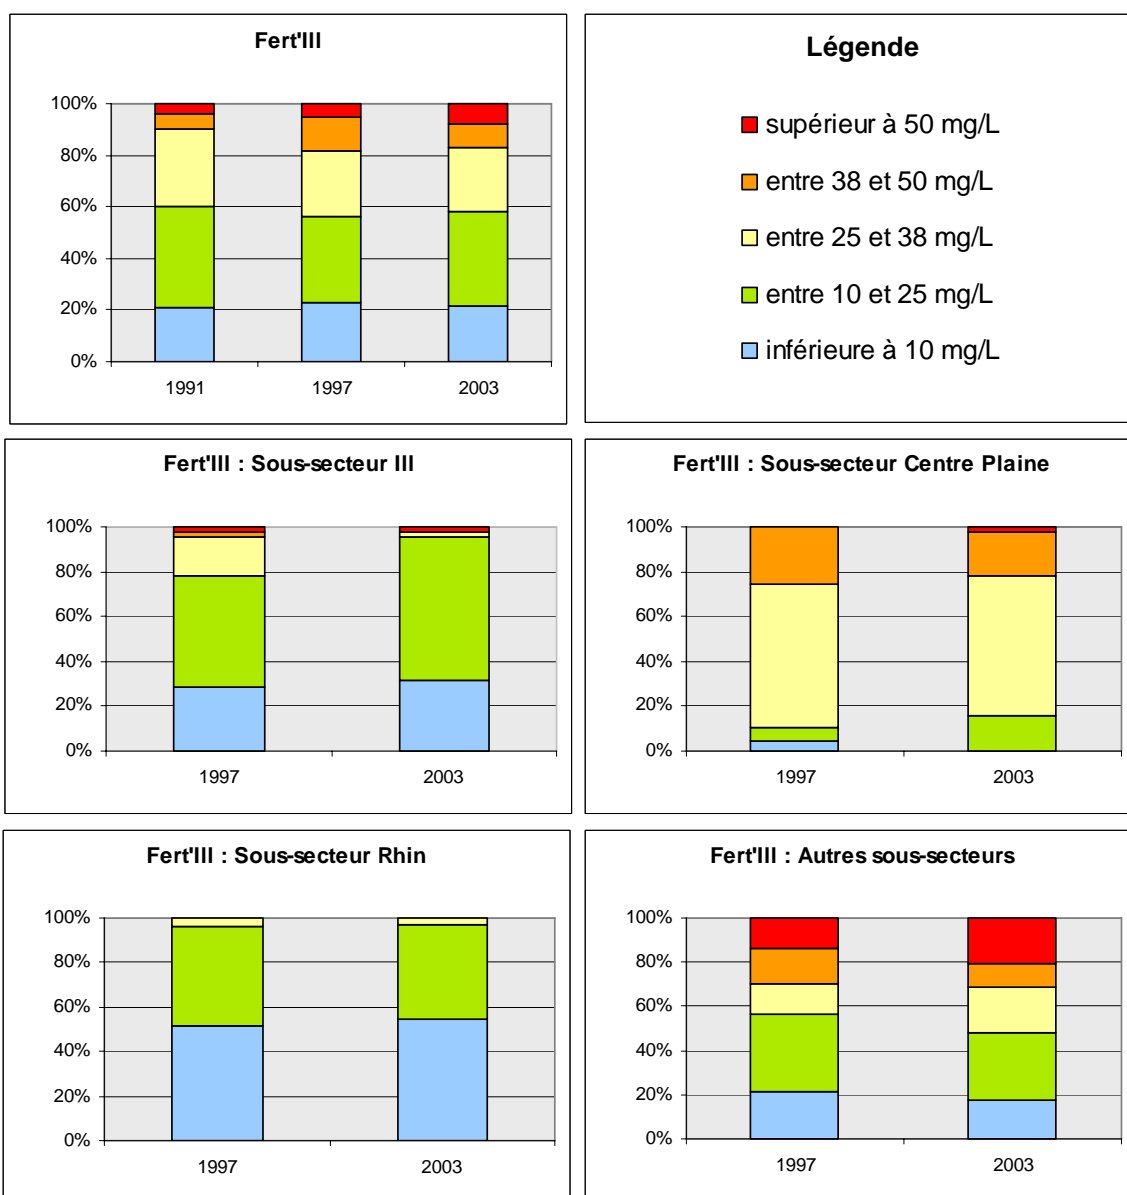 Fert'III
100%
80%
60%
40%
20%
0%
1991 1997 2003
Légende
supérieur à 50 mg/L
entre 38 et 50 mg/L
entre 25 et 38 mg/L
entre 10 et 25 mg/L
inférieure à 10 mg/L
Fert'III : Sous-secteur III
100%
80%
60%
40%
20%
0%
1997 2003
Fert'III : Sous-secteur Centre Plaine
100%
80%
60%
40%
20%
0%
1997 2003
Fert'III : Sous-secteur Rhin
100%
80%
60%
40%
20%
0%
1997 2003
Fert'III : Autres sous-secteurs
100%
80%
60%
40%
20%
0%
1997 2003